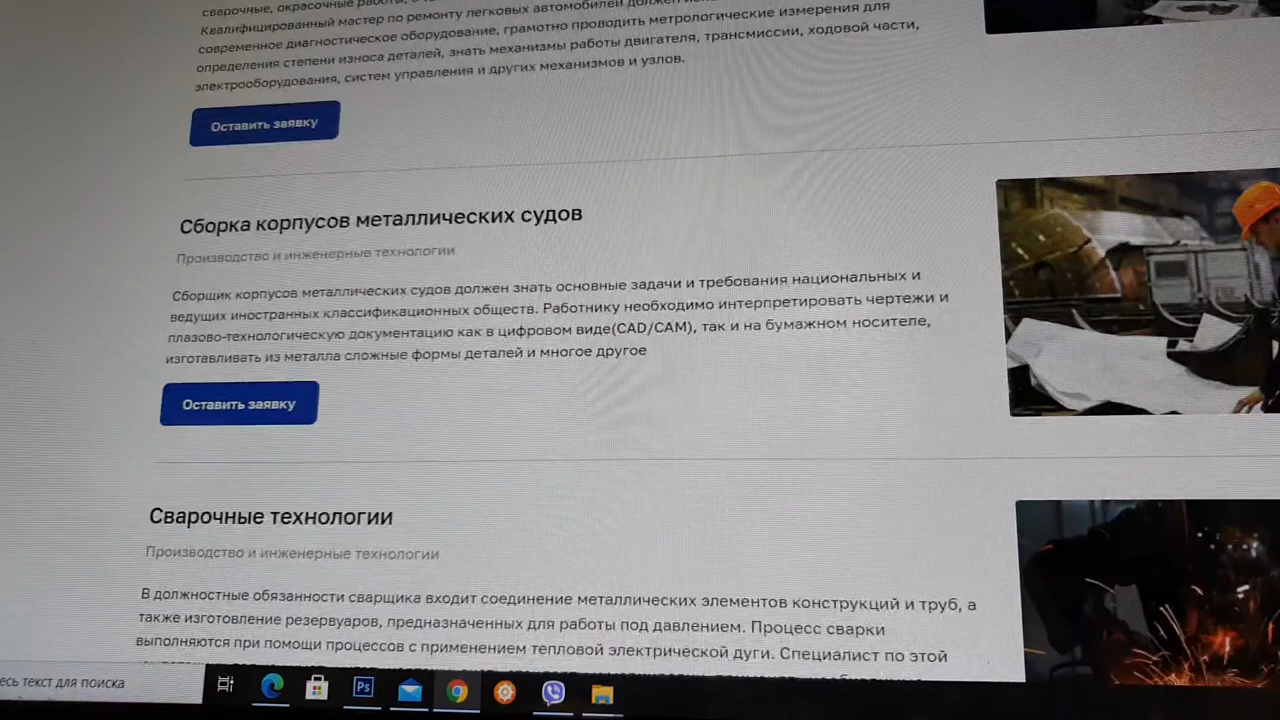 сварочные, окрасочные работы,
Квалифицированный мастер по ремонту легковых автомобилей должен
современное диагностическое оборудование, грамотно проводить метрологические измерения для
определения степени износа деталей, знать механизмы работы двигателя, трансмиссии, ходовой части,
электрооборудования, систем управления и других механизмов и узлов.
Оставить заявку
Сборка корпусов металлических судов
Производство и инженерные технологии
Сборщик корпусов металлических судов должен знать основные задачи и требования национальных и
ведущих иностранных классификационных обществ. Работнику необходимо интерпретировать чертежи и
плазово-технологическую документацию как в цифровом виде(CAD/CAM), так и на бумажном носителе,
изготавливать из металла сложные формы деталей и многое другое
Оставить заявку
Сварочные технологии
Производство и инженерные технологии
В должностные обязанности сварщика входит соединение металлических элементов конструкций и труб, а
также изготовление резервуаров, предназначенных для работы под давлением. Процесс сварки
выполняются при помощи процессов с применением тепловой электрической дуги. Специалист по этой
текст для поиска
Ps